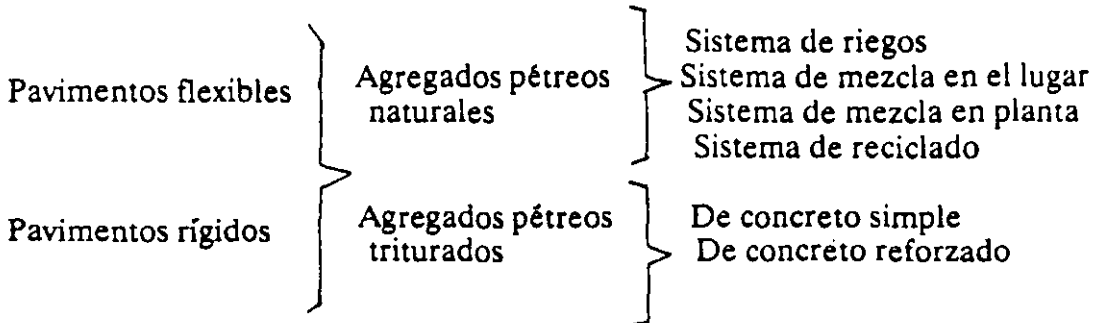 Pavimentos flexibles
Pavimentos rígidos
Agregados pétreos
naturales
Agregados pétreos
triturados
Sistema de riegos
Sistema de mezcla en el lugar
Sistema de mezcla en planta
Sistema de reciclado
De concreto simple
De concreto reforzado